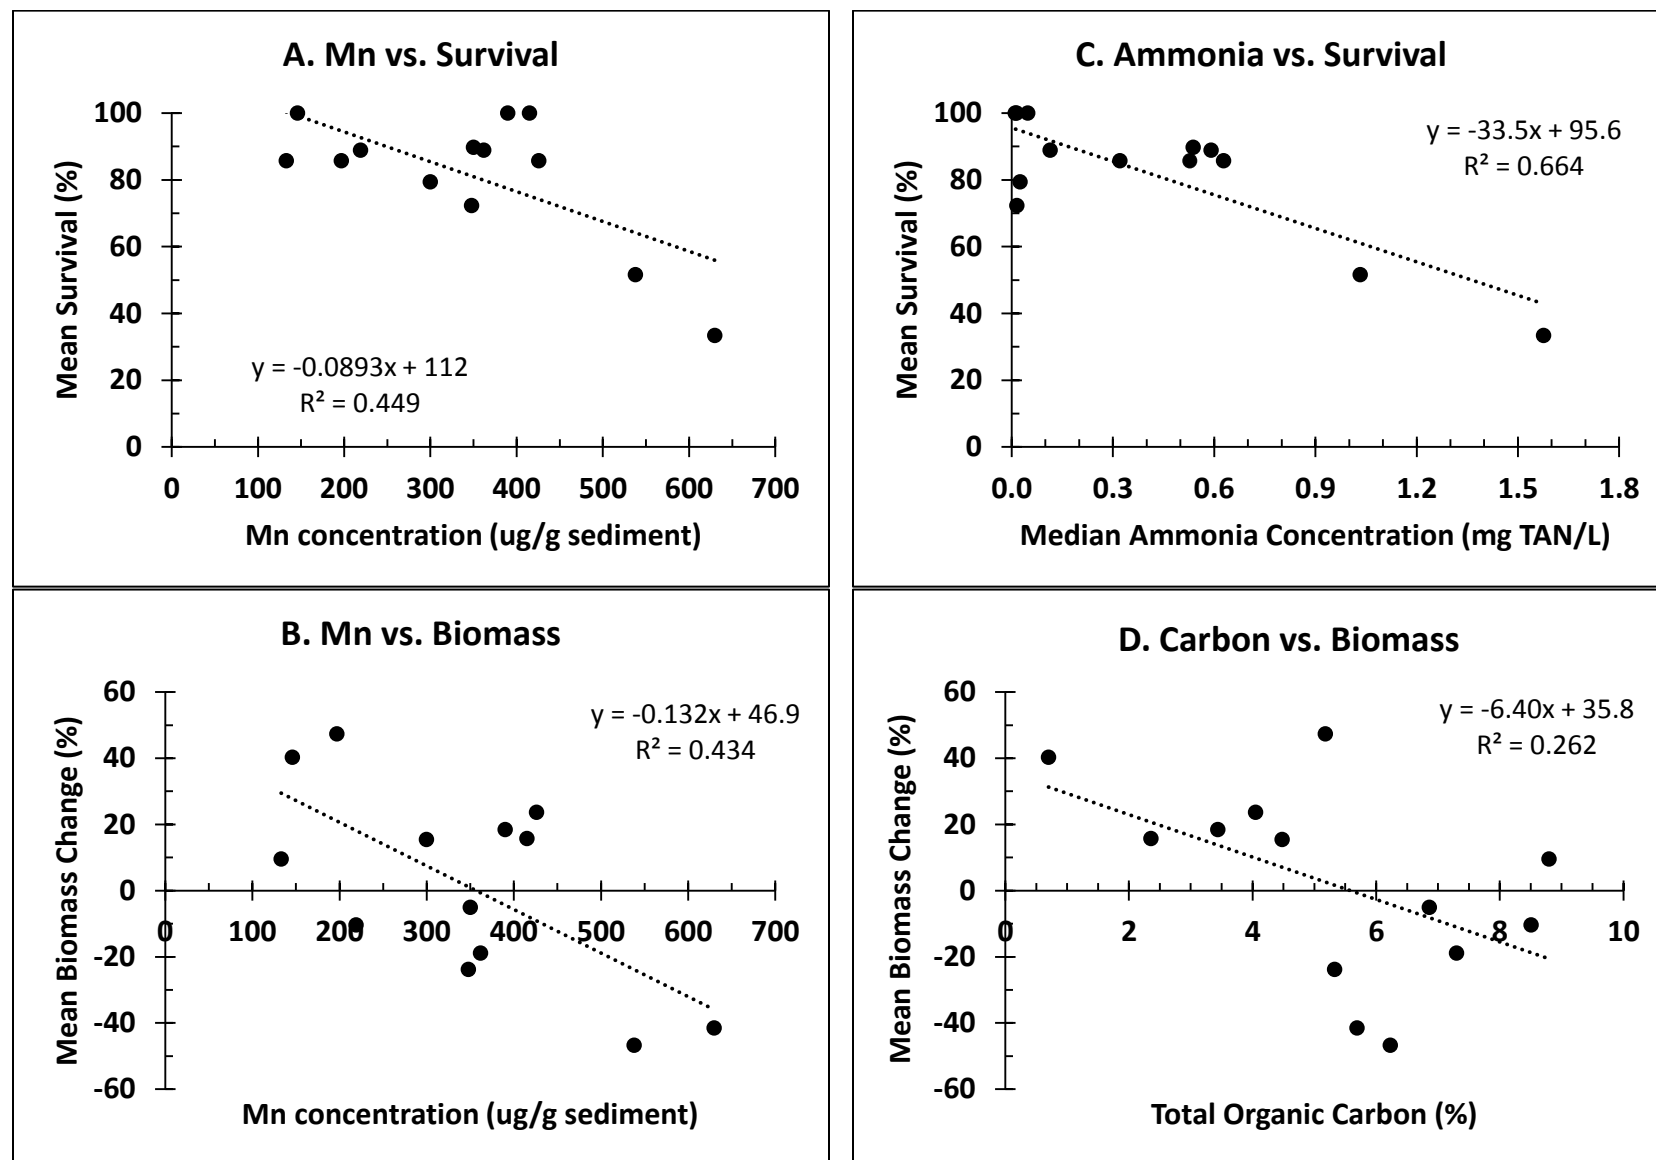 A. Mn vs. Survival
y = -0.0893x + 112
R² = 0.449
100
80
60
40
20
0
0 100 200 300 400 500 600 700
Mean Survival (%)
Mn concentration (ug/g sediment)
C. Ammonia vs. Survival
y = -33.5x + 95.6
R² = 0.664
100
80
60
40
20
0
0.0 0.3 0.6 0.9 1.2 1.5 1.8
Mean Survival (%)
Median Ammonia Concentration (mg TAN/L)
B. Mn vs. Biomass
y = -0.132x + 46.9
R² = 0.434
60
40
20
0
-20
-40
-60
0 100 200 300 400 500 600 700
Mean Biomass Change (%)
Mn concentration (ug/g sediment)
D. Carbon vs. Biomass
y = -6.40x + 35.8
R² = 0.262
60
40
20
0
-20
-40
-60
0 2 4 6 8 10
Mean Biomass Change (%)
Total Organic Carbon (%)